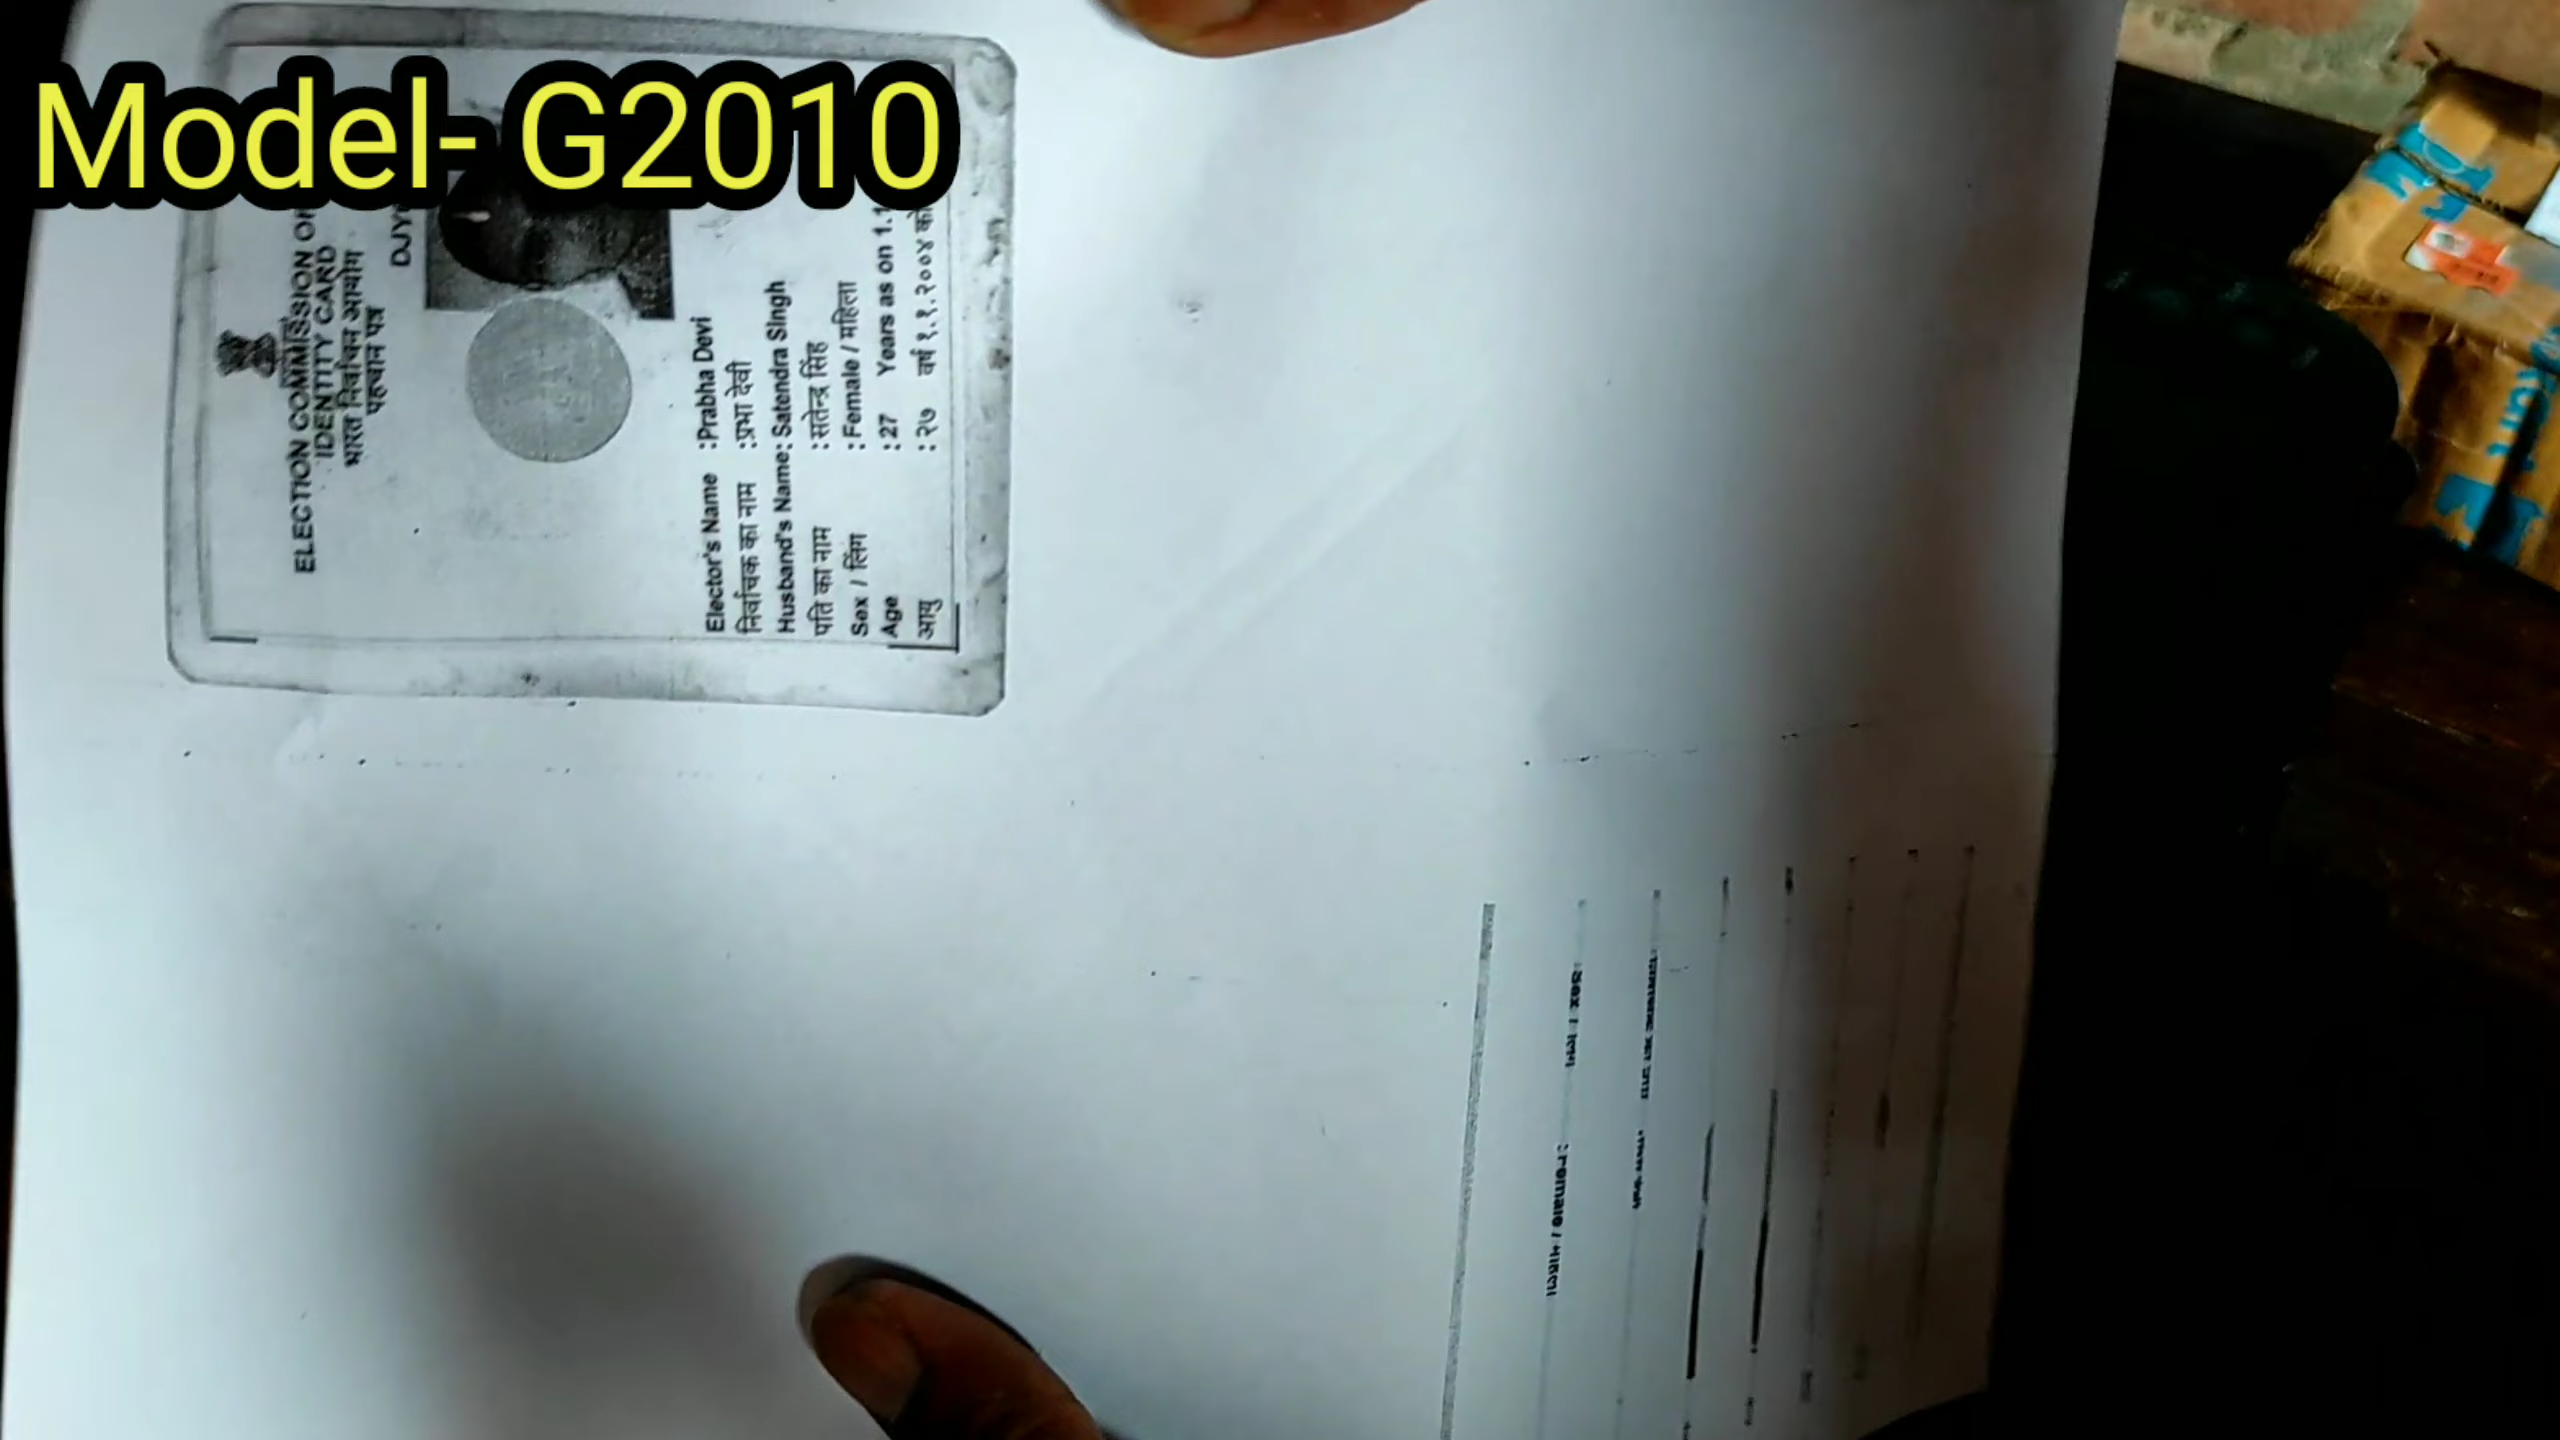 Model- G2010
ELECTION COMMISSION
IDENTITY CARD
भारत निर्वाचन आयोग
पहचान पत्र
Elector's Name :Prabha Devi
निर्वाचक का नाम :प्रभा देवी
Husband's Name: Satendra Singh
पति का नाम : सतेन्द्र सिंह
Sex / लिंग : Female / महिला
Age : 27 Years as on 1.1
आयु : २७ वर्ष १.१.२००४ को
Sex / लिंग : Female / महिला